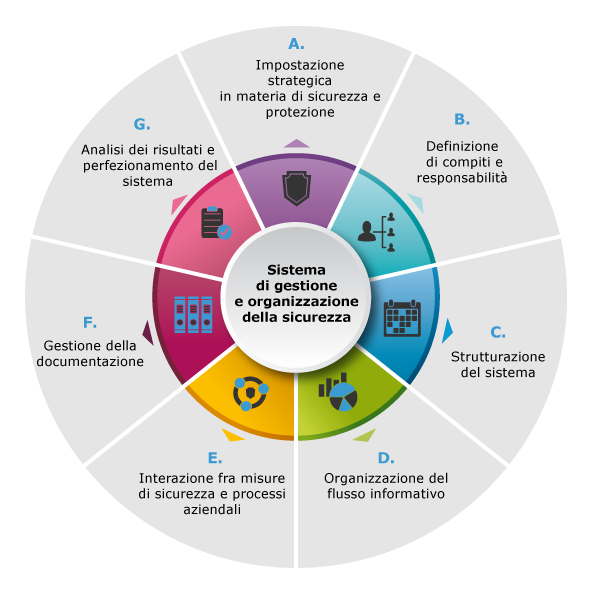 A.
Impostazione
strategica
in materia di sicurezza e
protezione
B.
Definizione
di compiti e
responsabilità
C.
Strutturazione
del sistema
D.
Organizzazione del
flusso informativo
E.
Interazione fra misure
di sicurezza e processi
aziendali
F.
Gestione della
documentazione
G.
Analisi dei risultati e
perfezionamento del
sistema
Sistema
di gestione
e organizzazione
della sicurezza